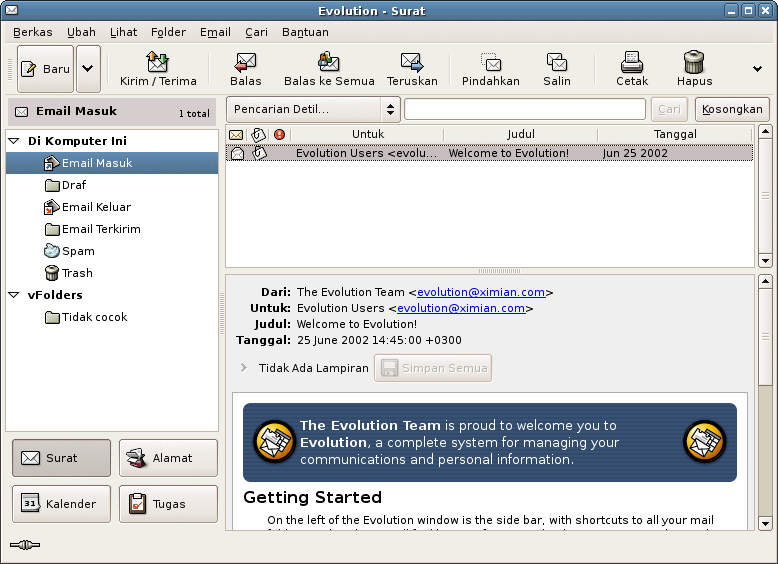 Evolution - Surat
Berkas Ubah Lihat Folder Email Cari Bantuan
Baru Kirim / Terima Balas Balas ke Semua Teruskan Pindahkan Salin Cetak Hapus
Email Masuk 1 total
Pencarian Detil... Cari Kosongkan
Di Komputer Ini
Email Masuk
Draf
Email Keluar
Email Terkirim
Spam
Trash
vFolders
Tidak cocok
Surat Alamat
31 Kalender Tugas
Untuk Judul Tanggal
Evolution Users <evolu... Welcome to Evolution! Jun 25 2002
Dari: The Evolution Team <evolution@ximian.com>
Untuk: Evolution Users <evolution@ximian.com>
Judul: Welcome to Evolution!
Tanggal: 25 June 2002 14:45:00 +0300
Tidak Ada Lampiran Simpan Semua
The Evolution Team is proud to welcome you to
Evolution, a complete system for managing your
communications and personal information.
Getting Started
On the left of the Evolution window is the side bar, with shortcuts to all your mail